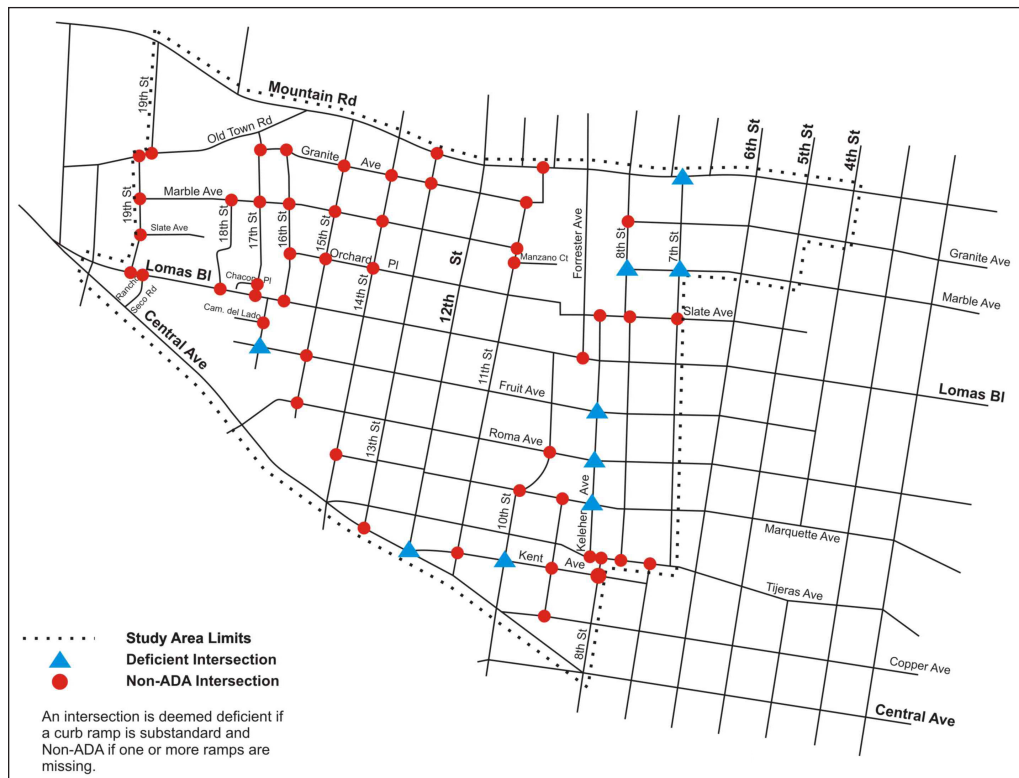 19th St
Mountain Rd
Old Town Rd
6th St
5th St
4th St
Granite Ave
19th St
Marble Ave
18th St
17th St
16th St
15th St
Slate Ave
Orchard Pl
14th St
12th St
Manzano Ct
Forrester Ave
8th St
7th St
Granite Ave
Marble Ave
Lomas Bl
Chacoma Pl
Rancho
Seco Rd
Cam. del Lado
Slate Ave
Central Ave
11th St
Fruit Ave
Lomas Bl
Roma Ave
13th St
10th St
Keleher Ave
Marquette Ave
Kent Ave
Tijeras Ave
8th St
Copper Ave
Central Ave
Study Area Limits
Deficient Intersection
Non-ADA Intersection
An intersection is deemed deficient if
a curb ramp is substandard and
Non-ADA if one or more ramps are
missing.